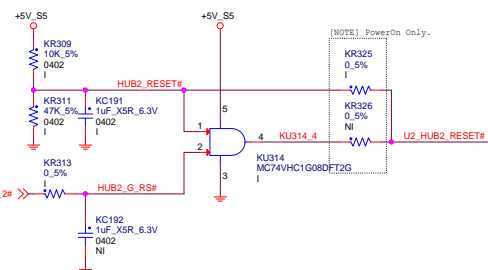 +5V_S5
+5V_S5
[NOTE] PowerOn Only.
KR309
10K_5%
0402
I
KR325
0_5%
I
HUB2_RESET#
KR311
47K_5%
0402
I
KC191
1uF_X5R_6.3V
0402
I
KR326
0_5%
NI
5
1
2
4
KU314_4
U2_HUB2_RESET#
KU314
MC74VHC1G08DFT2G
I
3
KR313
0_5%
_2#
HUB2_G_RS#
KC192
1uF_X5R_6.3V
0402
NI